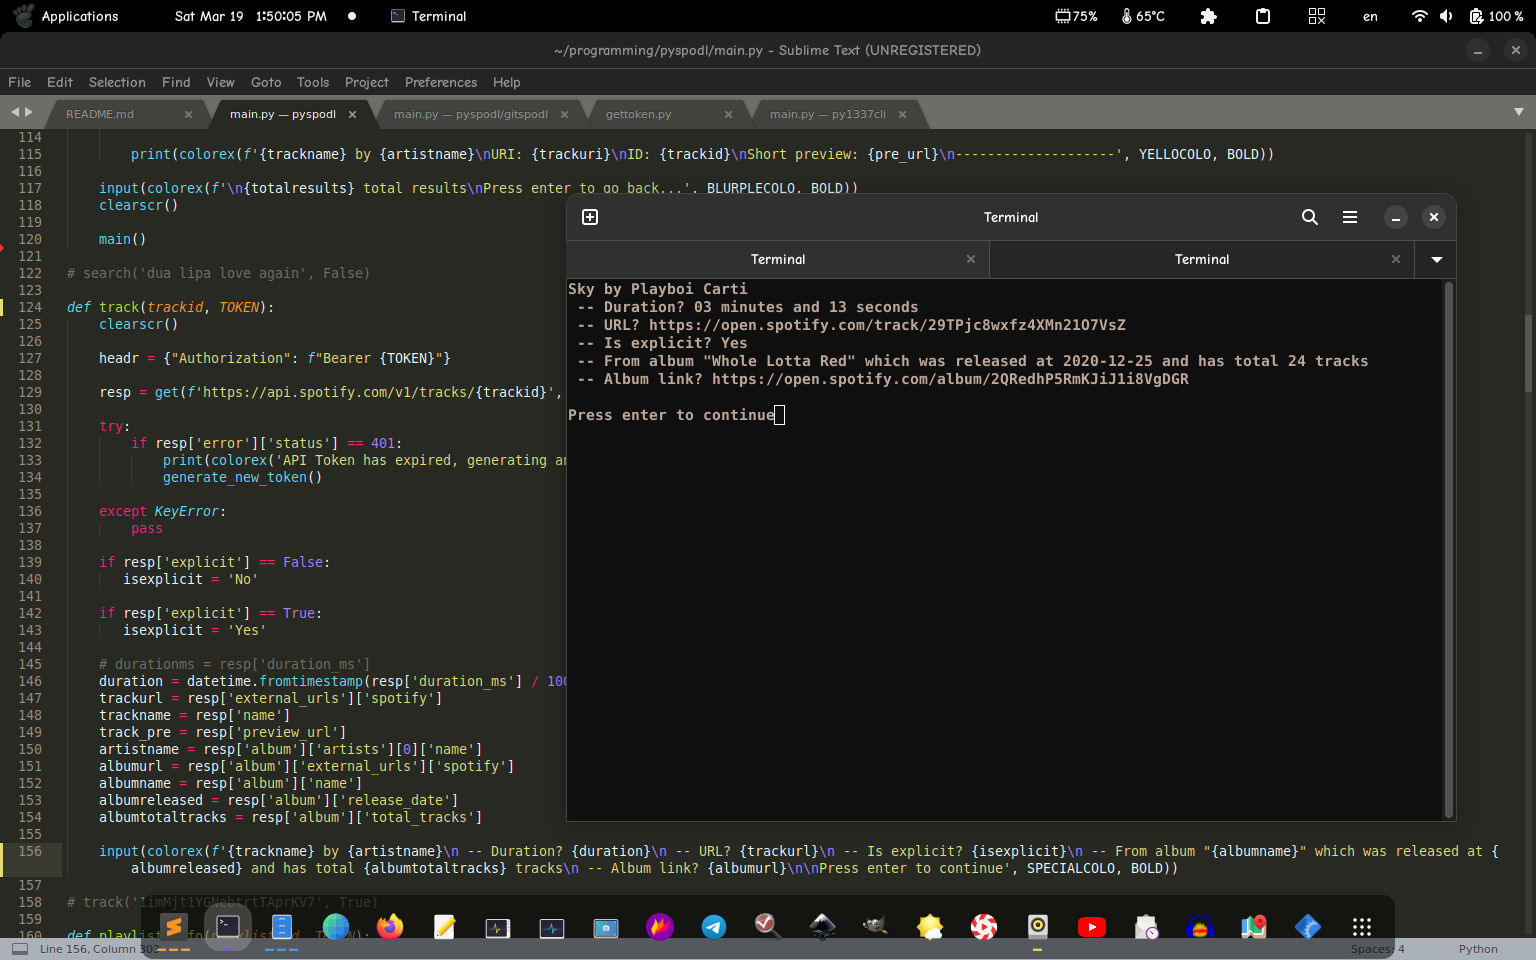 Applications Sat Mar 19 1:50:05 PM Terminal 75% 65°C en 100 %
~/programming/pyspodl/main.py - Sublime Text (UNREGISTERED)
File Edit Selection Find View Goto Tools Project Preferences Help
README.md main.py — pyspodl main.py — pyspodl/gitspodl gettoken.py main.py — py1337cli
114
115 print(colorex(f'{trackname} by {artistname}\nURI: {trackuri}\nID: {trackid}\nShort preview: {pre_url}\n--------------------', YELLOCOLO, BOLD))
116
117 input(colorex(f'\n{totalresults} total results\nPress enter to go back...', BLURPLECOLO, BOLD))
118 clearscr()
119
120 main()
121
122 # search('dua lipa love again', False)
123
124 def track(trackid, TOKEN):
125 clearscr()
126
127 headr = {"Authorization": f"Bearer {TOKEN}"}
128
129 resp = get(f'https://api.spotify.com/v1/tracks/{trackid}',
130
131 try:
132 if resp['error']['status'] == 401:
133 print(colorex('API Token has expired, generating an
134 generate_new_token()
135
136 except KeyError:
137 pass
138
139 if resp['explicit'] == False:
140 isexplicit = 'No'
141
142 if resp['explicit'] == True:
143 isexplicit = 'Yes'
144
145 # durationms = resp['duration_ms']
146 duration = datetime.fromtimestamp(resp['duration_ms'] / 100
147 trackurl = resp['external_urls']['spotify']
148 trackname = resp['name']
149 track_pre = resp['preview_url']
150 artistname = resp['album']['artists'][0]['name']
151 albumurl = resp['album']['external_urls']['spotify']
152 albumname = resp['album']['name']
153 albumreleased = resp['album']['release_date']
154 albumtotaltracks = resp['album']['total_tracks']
155
156 input(colorex(f'{trackname} by {artistname}\n -- Duration? {duration}\n -- URL? {trackurl}\n -- Is explicit? {isexplicit}\n -- From album "{albumname}" which was released at {
albumreleased} and has total {albumtotaltracks} tracks\n -- Album link? {albumurl}\n\nPress enter to continue', SPECIALCOLO, BOLD))
157
158 # track('1imMjt1YGNebtrtTAprKV7', True)
159
160 def
Line 156, Column 303 Spaces: 4 Python
Terminal
Terminal Terminal
Sky by Playboi Carti
-- Duration? 03 minutes and 13 seconds
-- URL? https://open.spotify.com/track/29TPjc8wxfz4XMn21O7VsZ
-- Is explicit? Yes
-- From album "Whole Lotta Red" which was released at 2020-12-25 and has total 24 tracks
-- Album link? https://open.spotify.com/album/2QRedhP5RmKJiJ1i8VgDGR
Press enter to continue